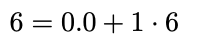 6 = 0.0 + 1 · 6